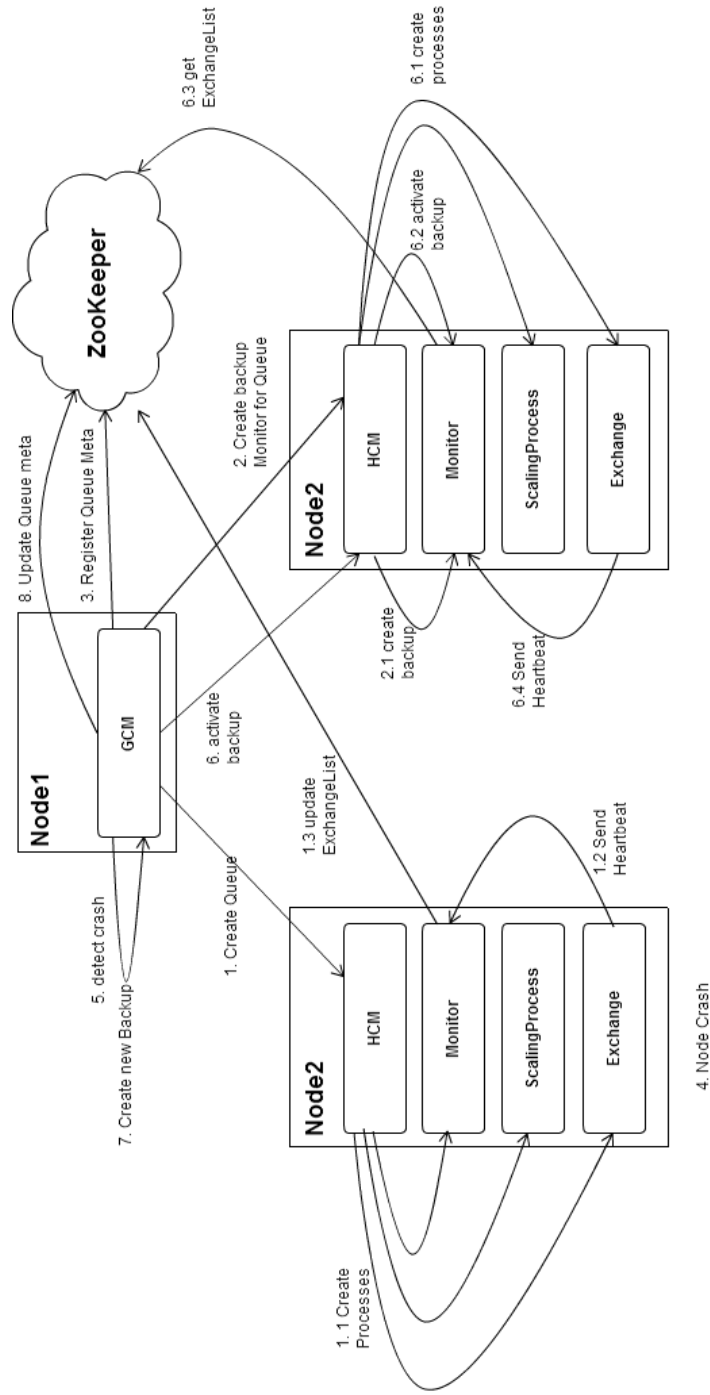 Node1
GCM
ZooKeeper
5. detect crash
7. Create new Backup
8. Update Queue meta
3. Register Queue Meta
1. Create Queue
6. activate
backup
2. Create backup
Monitor for Queue
6.3 get
ExchangeList
1.3 update
ExchangeList
Node2
HCM
Monitor
ScalingProcess
Exchange
1. 1 Create
Processes
1.2 Send
Heartbeat
4. Node Crash
Node2
HCM
Monitor
ScalingProcess
Exchange
2.1 create
backup
6.4 Send
Heartbeat
6.2 activate
backup
6.1 create
processes